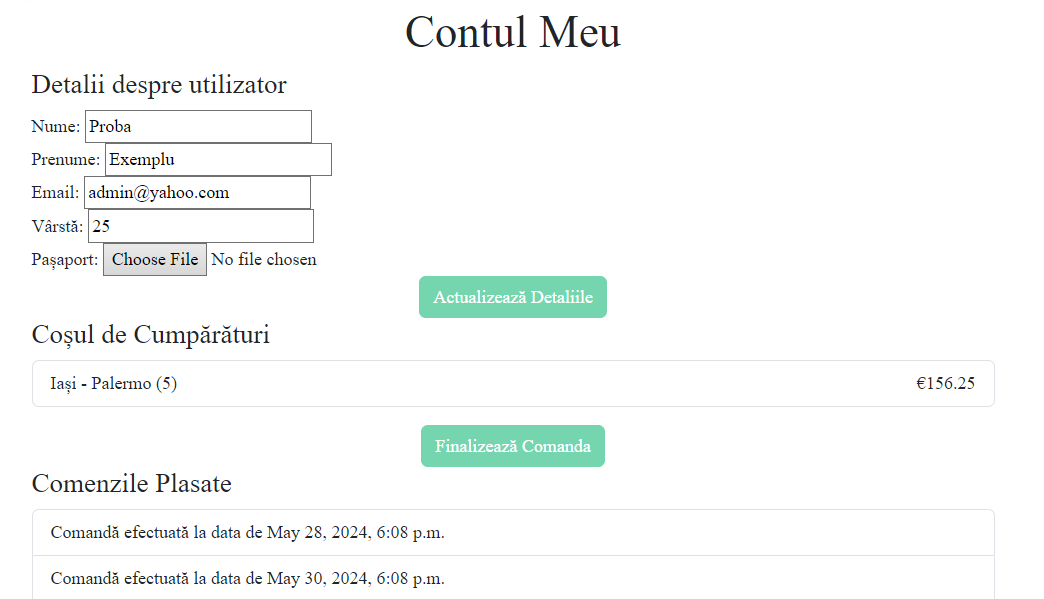 Contul Meu
Detalii despre utilizator
Nume: Proba
Prenume: Exemplu
Email: admin@yahoo.com
Vârstă: 25
Pașaport: Choose File No file chosen
Actualizează Detaliile
Coșul de Cumpărături
Iași - Palermo (5) €156.25
Finalizează Comanda
Comenzile Plasate
Comandă efectuată la data de May 28, 2024, 6:08 p.m.
Comandă efectuată la data de May 30, 2024, 6:08 p.m.